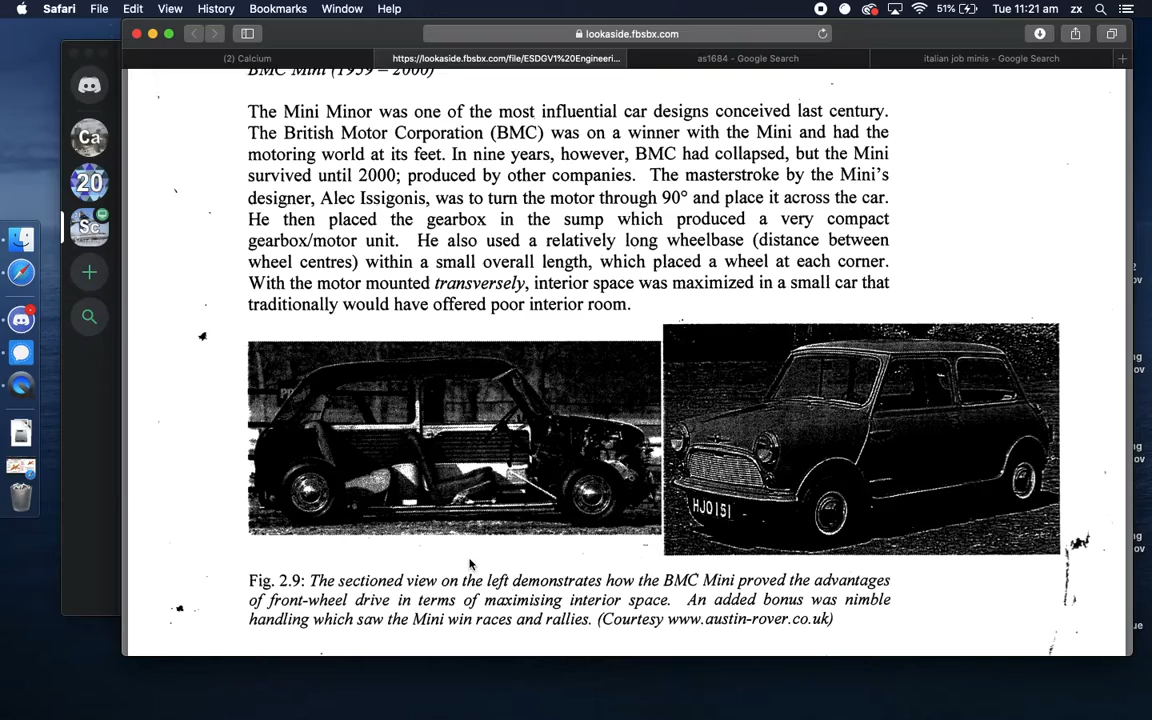 Safari File Edit View History Bookmarks Window Help 51% Tue 11:21 am zx
lookaside.fbsbx.com
(2) Calcium https://lookaside.fbsbx.com/file/ESDGV1%20Engineeri... as1684 - Google Search italian job minis - Google Search
BMC Mini (1959 – 2000)
The Mini Minor was one of the most influential car designs conceived last century.
The British Motor Corporation (BMC) was on a winner with the Mini and had the
motoring world at its feet. In nine years, however, BMC had collapsed, but the Mini
survived until 2000; produced by other companies. The masterstroke by the Mini's
designer, Alec Issigonis, was to turn the motor through 90° and place it across the car.
He then placed the gearbox in the sump which produced a very compact
gearbox/motor unit. He also used a relatively long wheelbase (distance between
wheel centres) within a small overall length, which placed a wheel at each corner.
With the motor mounted transversely, interior space was maximized in a small car that
traditionally would have offered poor interior room.
HJO151
Fig. 2.9: The sectioned view on the left demonstrates how the BMC Mini proved the advantages
of front-wheel drive in terms of maximising interior space. An added bonus was nimble
handling which saw the Mini win races and rallies. (Courtesy www.austin-rover.co.uk)
Ca
20
Sc